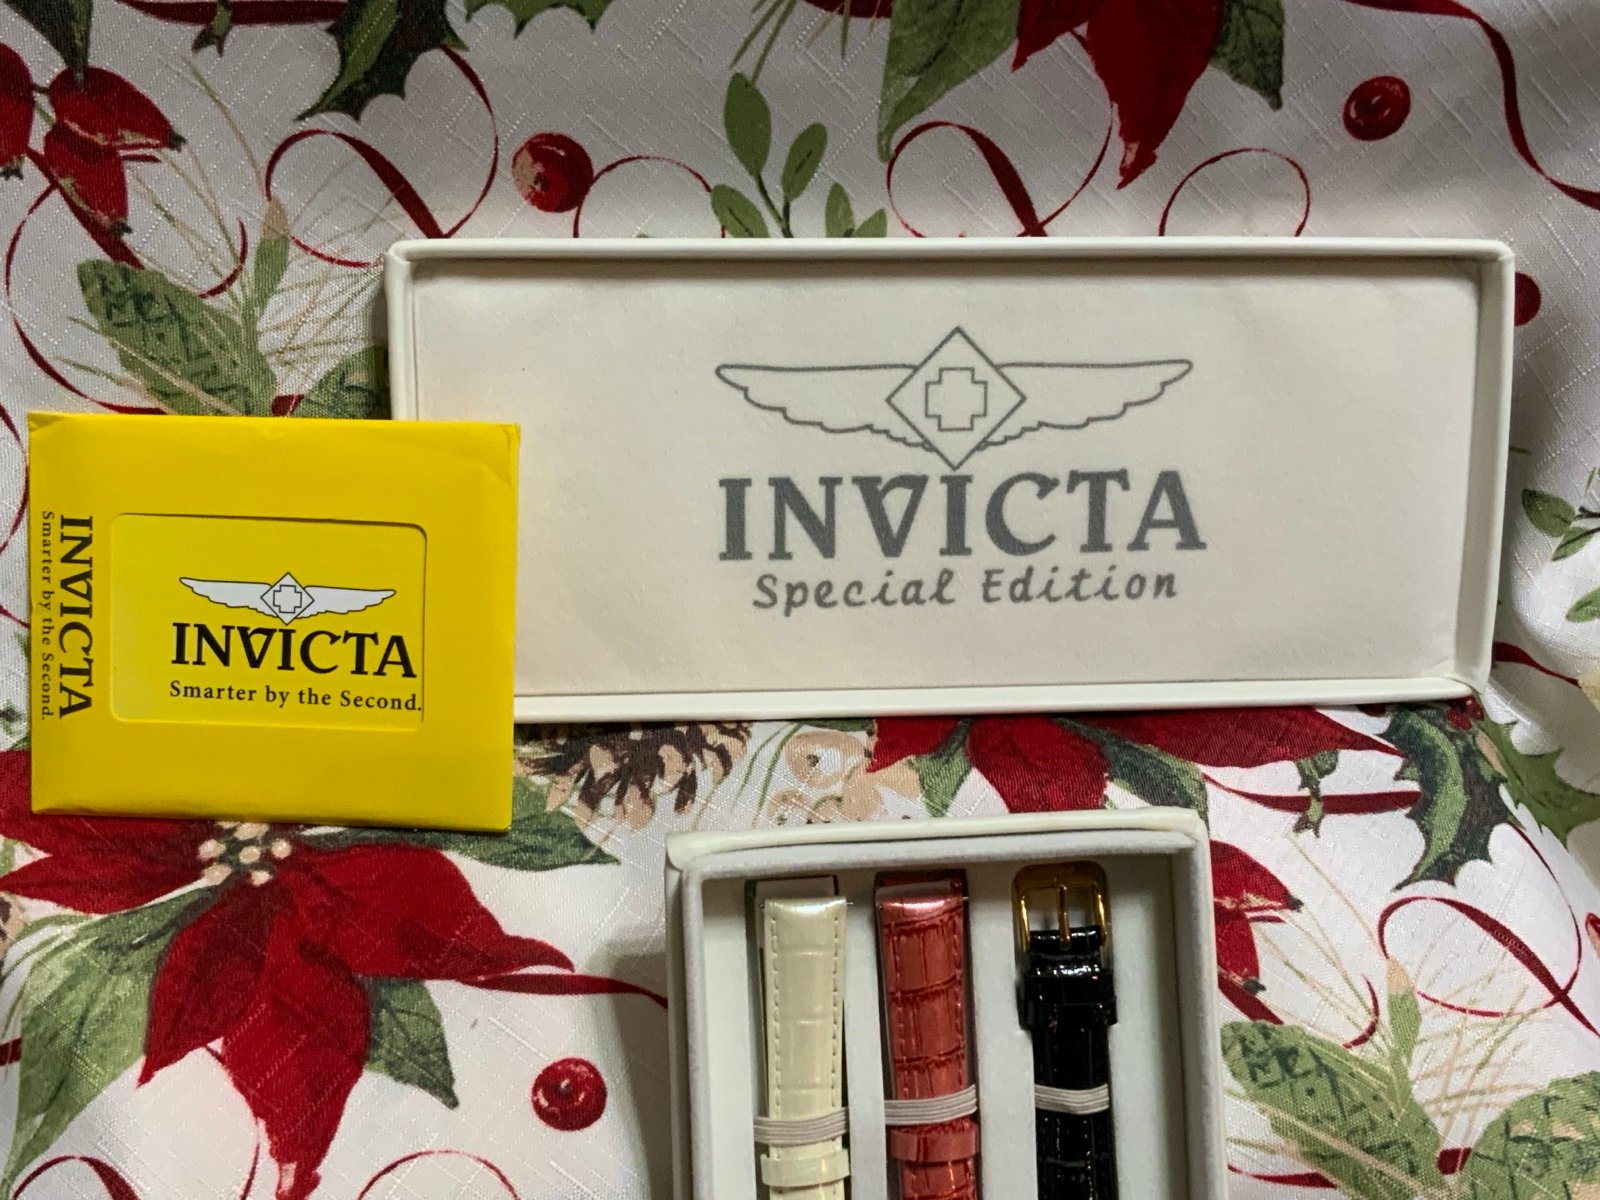 INVICTA
Special Edition
INVICTA
Smarter by the Second.
INVICTA
Smarter by the Second.